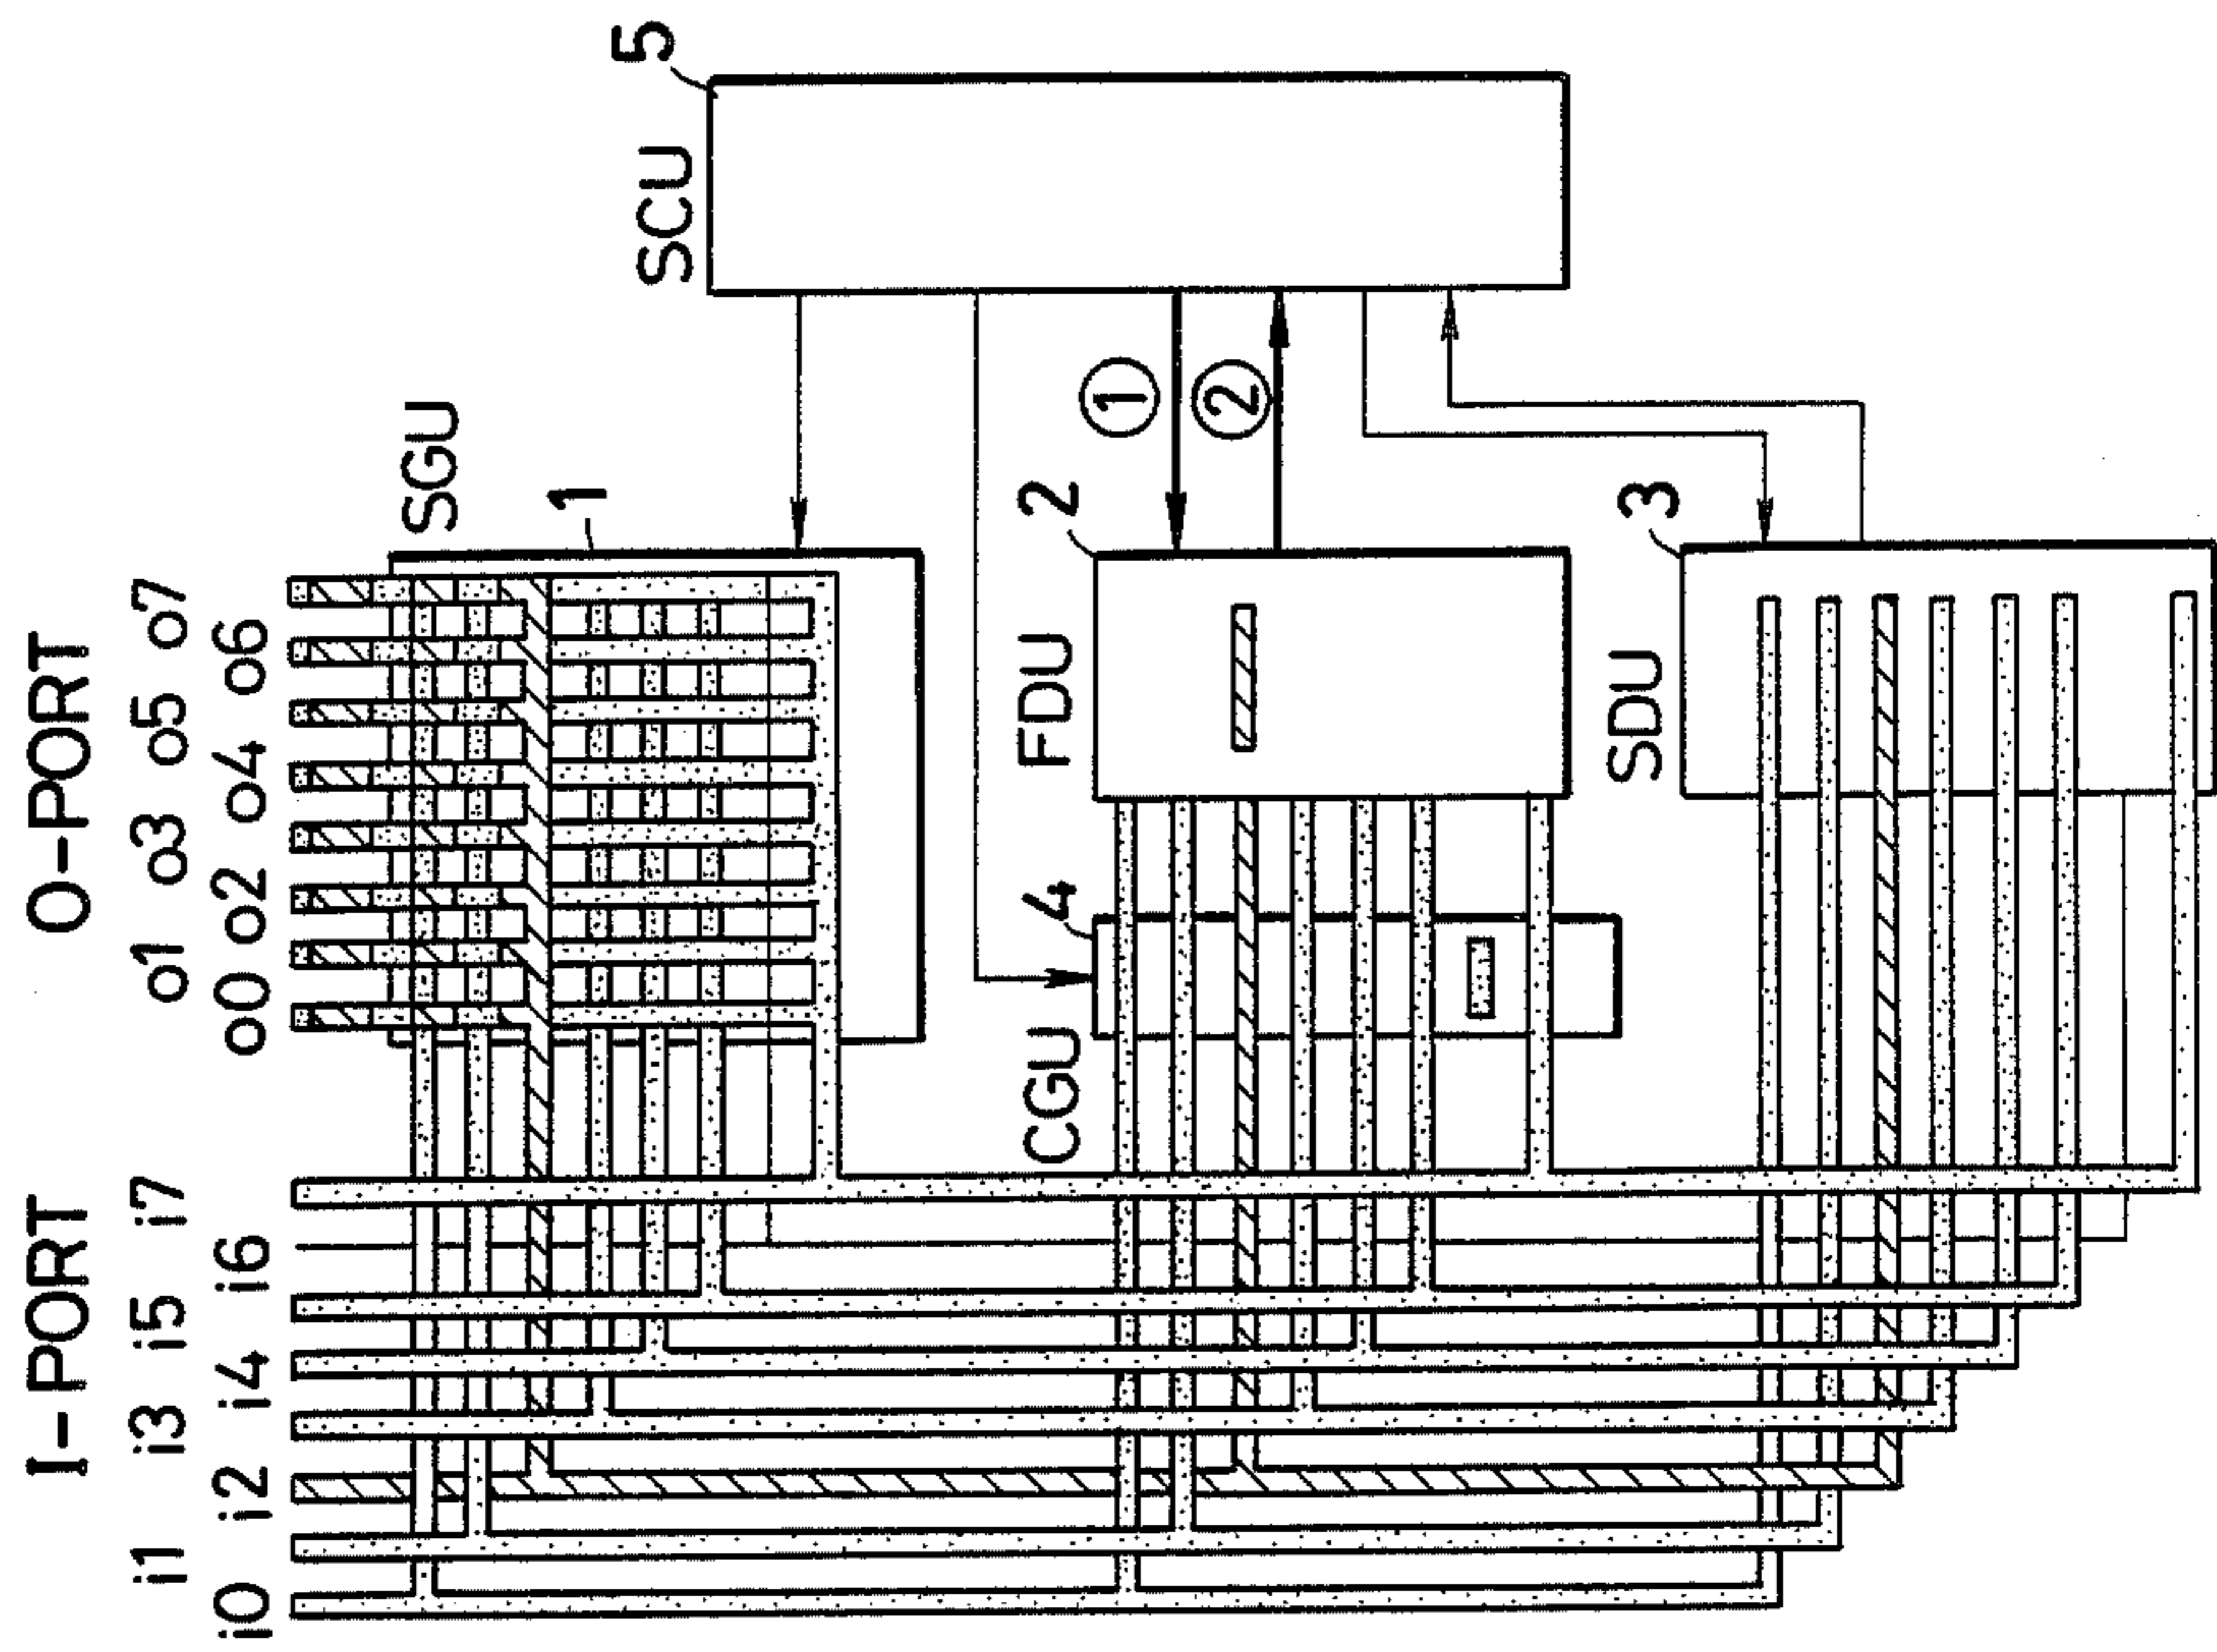 I-PORT
O-PORT
i1 i3 i5 i7
i0 i2 i4 i6
o1 o3 o5 o7
o0 o2 o4 o6
SGU
1
SCU
5
①
②
FDU
2
CGU
4
SDU
3